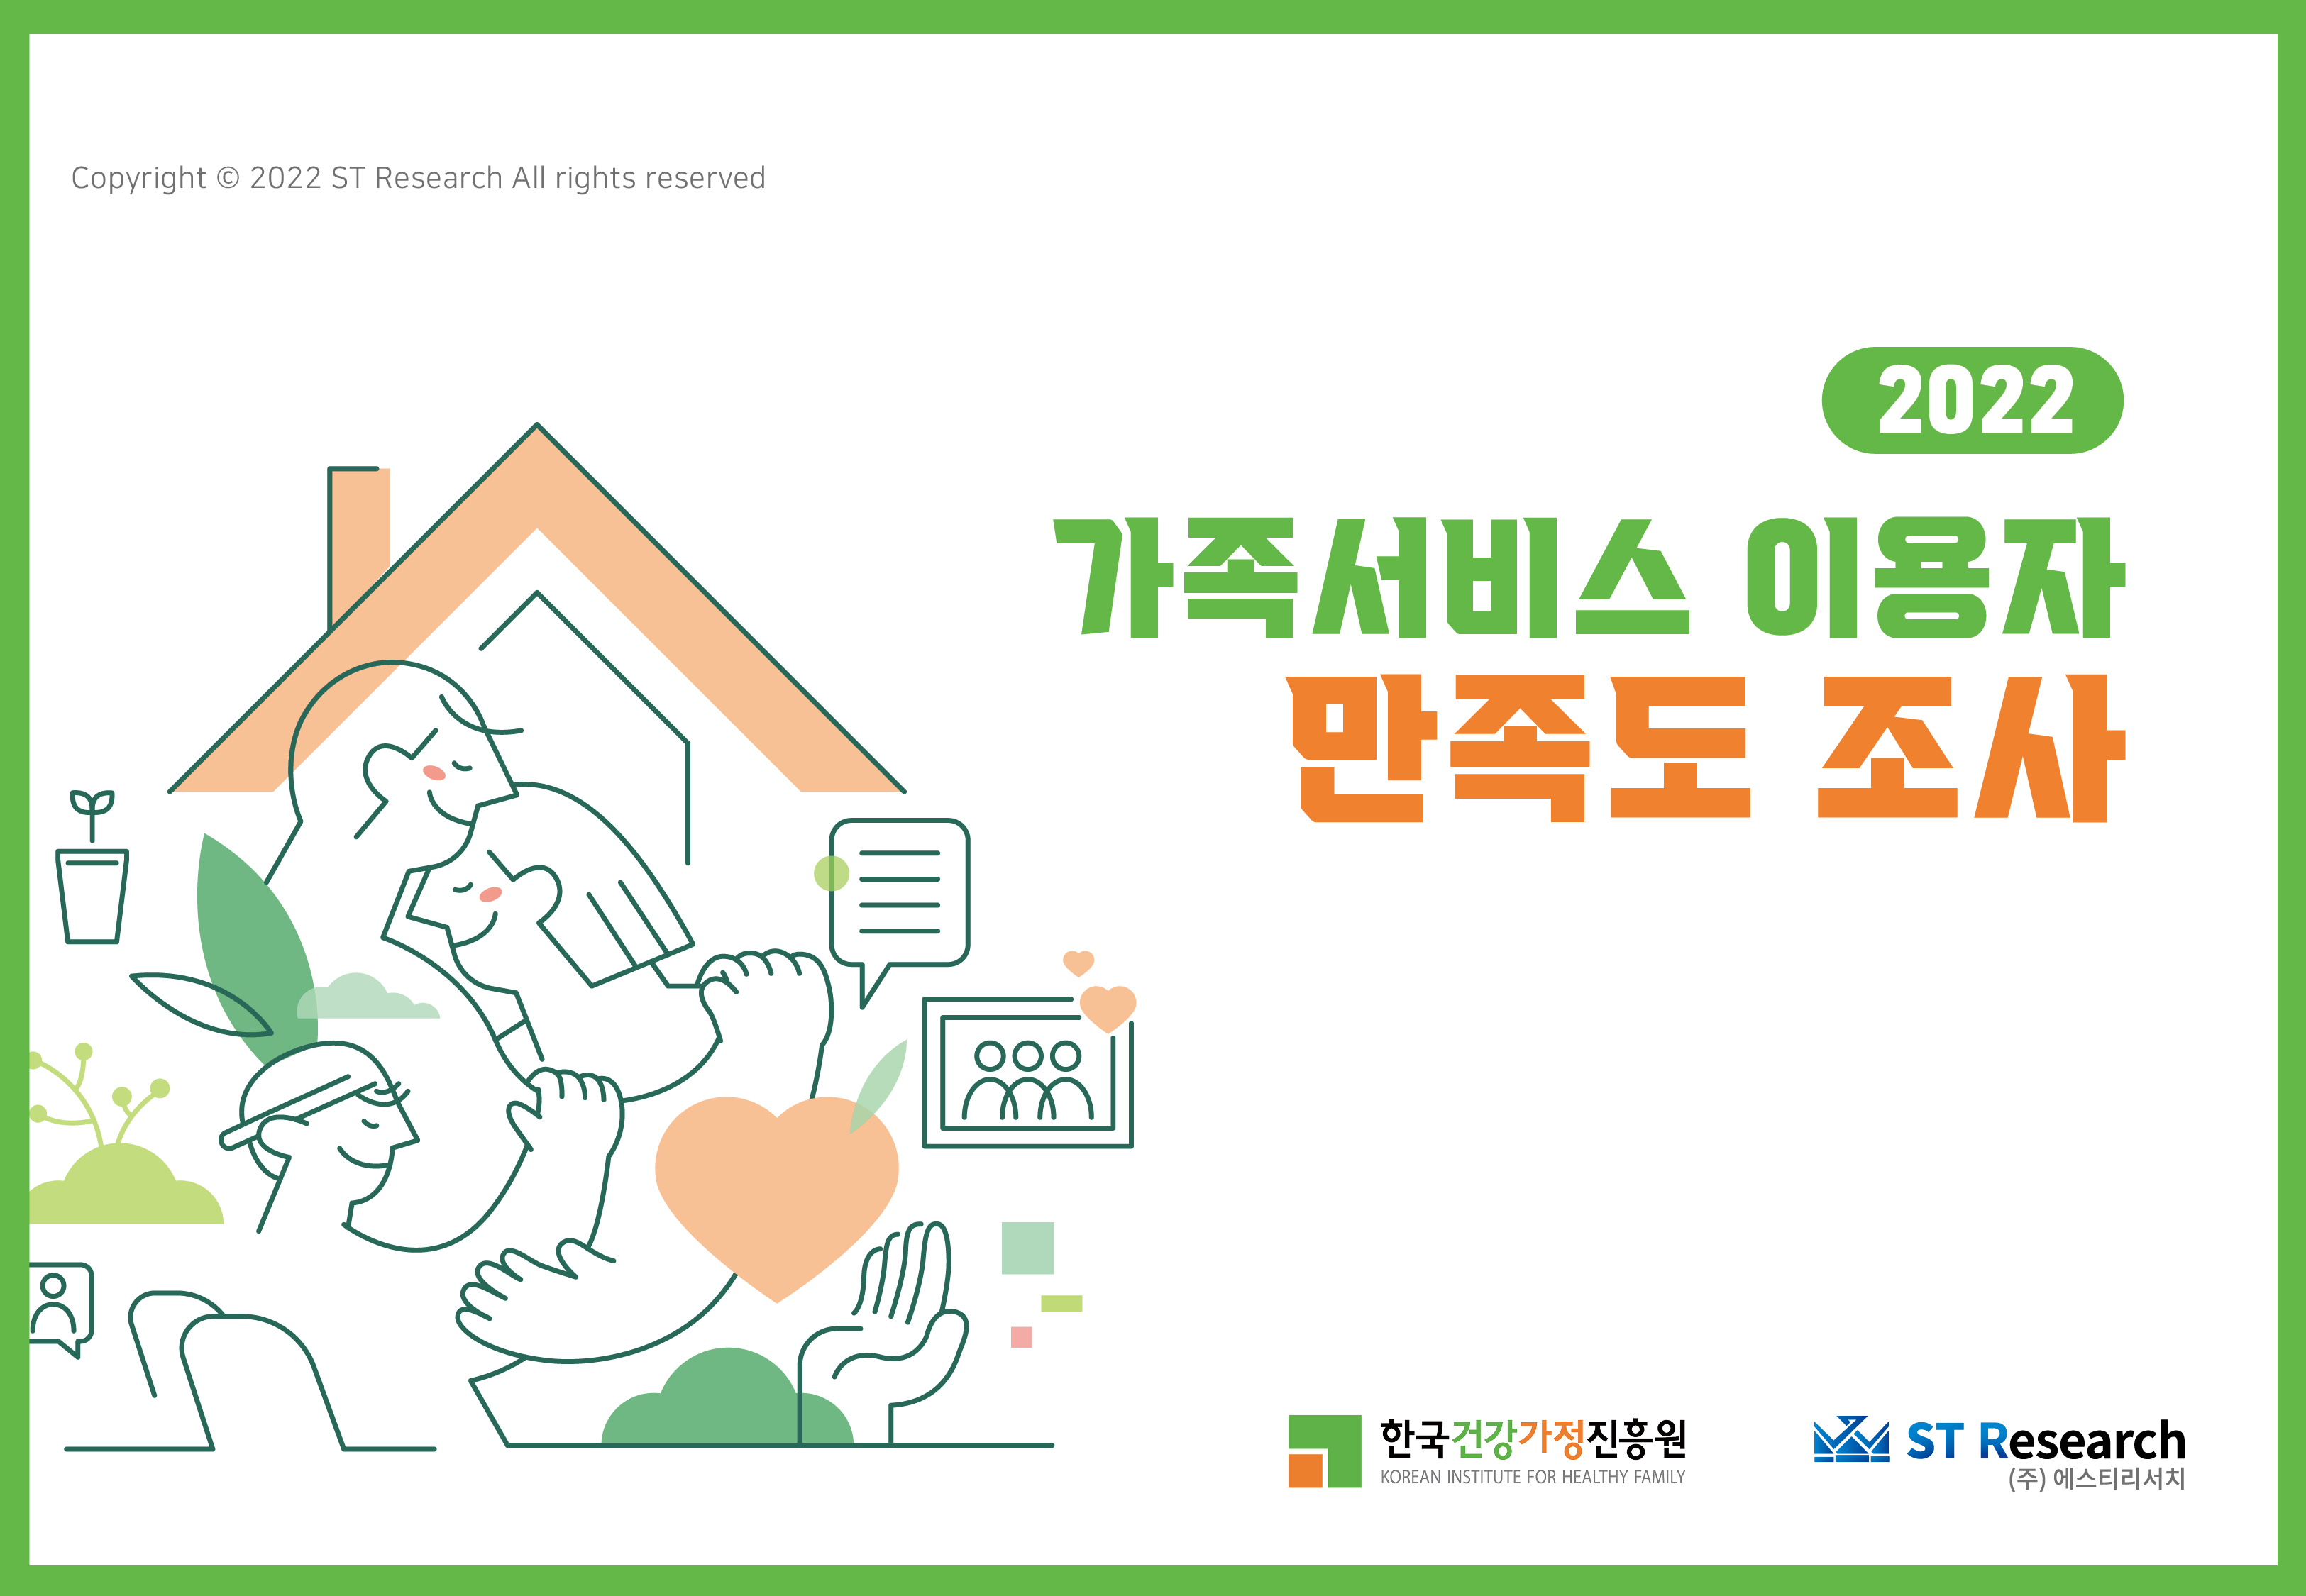 Copyright © 2022 ST Research All rights reserved
2022
가족서비스 이용자
만족도 조사
한국건강가정진흥원
KOREAN INSTITUTE FOR HEALTHY FAMILY
ST Research
(주) 에스티리서치